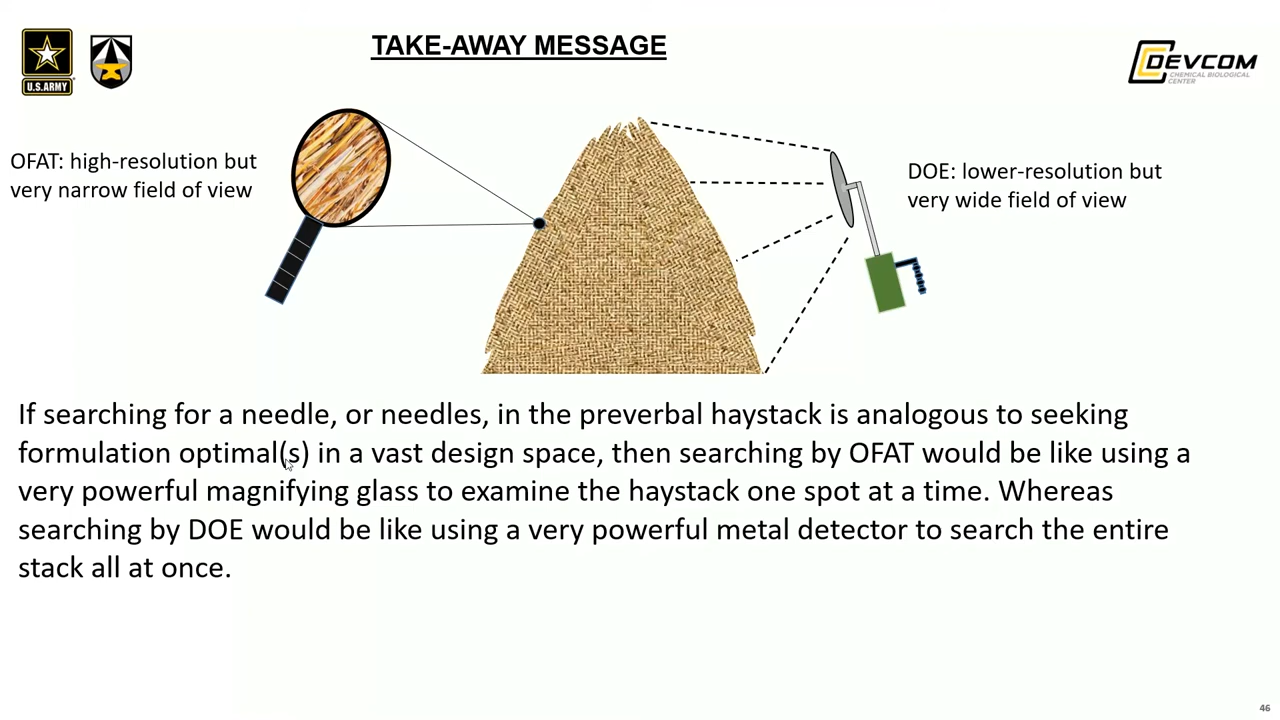 TAKE-AWAY MESSAGE
U.S.ARMY
DEVCOM
CHEMICAL BIOLOGICAL
CENTER
OFAT: high-resolution but
very narrow field of view
DOE: lower-resolution but
very wide field of view
If searching for a needle, or needles, in the preverbal haystack is analogous to seeking
formulation optimal(s) in a vast design space, then searching by OFAT would be like using a
very powerful magnifying glass to examine the haystack one spot at a time. Whereas
searching by DOE would be like using a very powerful metal detector to search the entire
stack all at once.
46